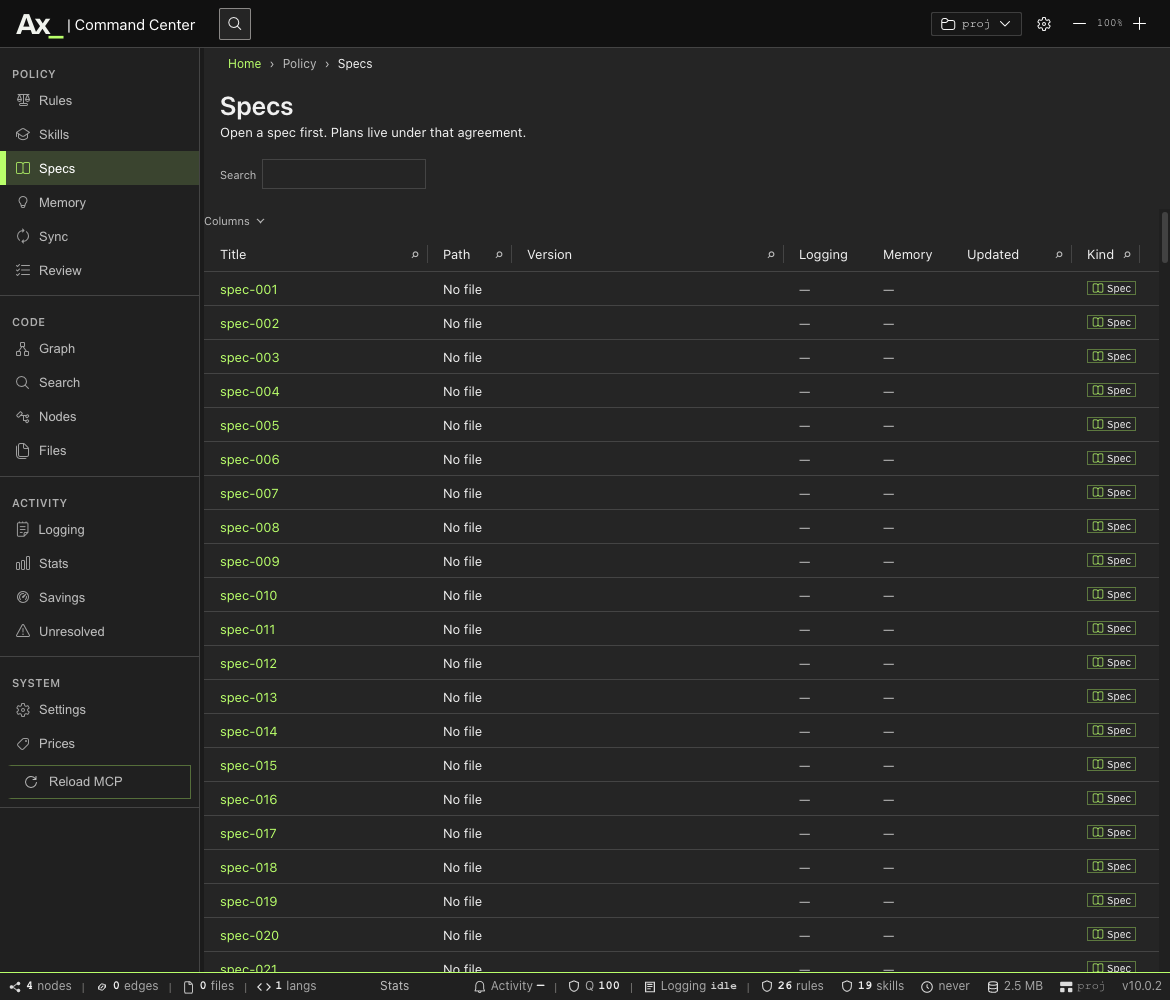 Ax_ | Command Center
proj
100%
POLICY
Rules
Skills
Specs
Memory
Sync
Review
CODE
Graph
Search
Nodes
Files
ACTIVITY
Logging
Stats
Savings
Unresolved
SYSTEM
Settings
Prices
Reload MCP
Home › Policy › Specs
Specs
Open a spec first. Plans live under that agreement.
Search
Columns
Title Path Version Logging Memory Updated Kind
spec-001 No file — — Spec
spec-002 No file — — Spec
spec-003 No file — — Spec
spec-004 No file — — Spec
spec-005 No file — — Spec
spec-006 No file — — Spec
spec-007 No file — — Spec
spec-008 No file — — Spec
spec-009 No file — — Spec
spec-010 No file — — Spec
spec-011 No file — — Spec
spec-012 No file — — Spec
spec-013 No file — — Spec
spec-014 No file — — Spec
spec-015 No file — — Spec
spec-016 No file — — Spec
spec-017 No file — — Spec
spec-018 No file — — Spec
spec-019 No file — — Spec
spec-020 No file — — Spec
spec-021 No file — — Spec
4 nodes | 0 edges | 0 files | 1 langs Stats Activity — | Q 100 | Logging idle | 26 rules 19 skills never 2.5 MB proj v10.0.2